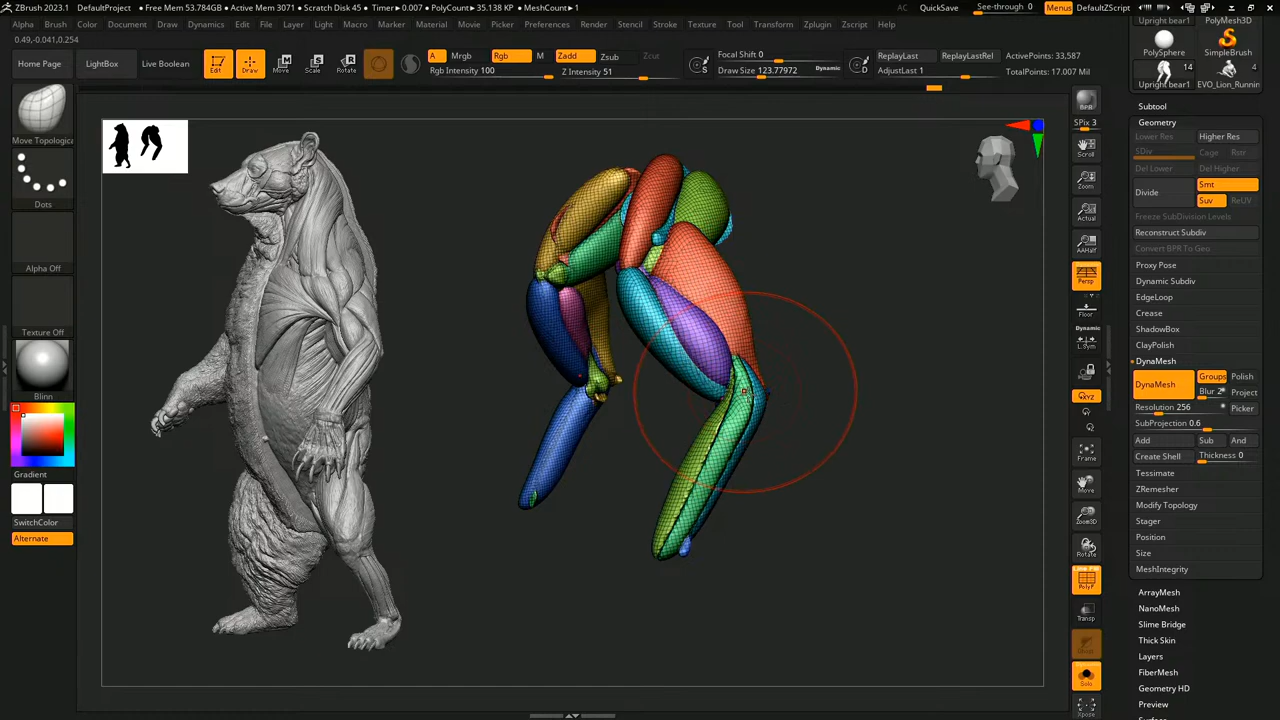 ZBrush 2023.1 DefaultProject • Free Mem 53.784GB • Active Mem 3071 • Scratch Disk 45 • Timer▸0.007 • PolyCount▸35.138 KP • MeshCount▸1
AC QuickSave See-through 0 Menus DefaultZScript
Alpha Brush Color Document Draw Dynamics Edit File Layer Light Macro Marker Material Movie Picker Preferences Render Stencil Stroke Texture Tool Transform Zplugin Zscript Help
0.49,-0.041,0.254
Home Page LightBox Live Boolean
Edit Draw Move Scale Rotate
A Mrgb Rgb M Zadd Zsub Zcut
Rgb Intensity 100 Z Intensity 51
Focal Shift 0
Draw Size 123.77972 Dynamic
S D
ReplayLast ReplayLastRel
AdjustLast 1
ActivePoints: 33,587
TotalPoints: 17.007 Mil
Move Topologica
Dots
Alpha Off
Texture Off
Blinn
Gradient
SwitchColor
Alternate
BPR
SPix 3
Scroll
Zoom
Actual
AAHalf
Persp
Floor
Dynamic
L.Sym
XYZ
Frame
Move
Zoom3D
Rotate
Line Fill
PolyF
Transp
Ghost
Dynamic
Solo
Xpose
Upright bear1 PolyMesh3D
PolySphere SimpleBrush
14 4
Upright bear1 EVO_Lion_Runnin
Subtool
Geometry
Lower Res Higher Res
SDiv Cage Rstr
Del Lower Del Higher
Divide Smt
Suv ReUV
Freeze SubDivision Levels
Reconstruct Subdiv
Convert BPR To Geo
Proxy Pose
Dynamic Subdiv
EdgeLoop
Crease
ShadowBox
ClayPolish
DynaMesh
DynaMesh Groups Polish
Blur 2 Project
Resolution 256 Picker
SubProjection 0.6
Add Sub And
Create Shell Thickness 0
Tessimate
ZRemesher
Modify Topology
Stager
Position
Size
MeshIntegrity
ArrayMesh
NanoMesh
Slime Bridge
Thick Skin
Layers
FiberMesh
Geometry HD
Preview
Surface